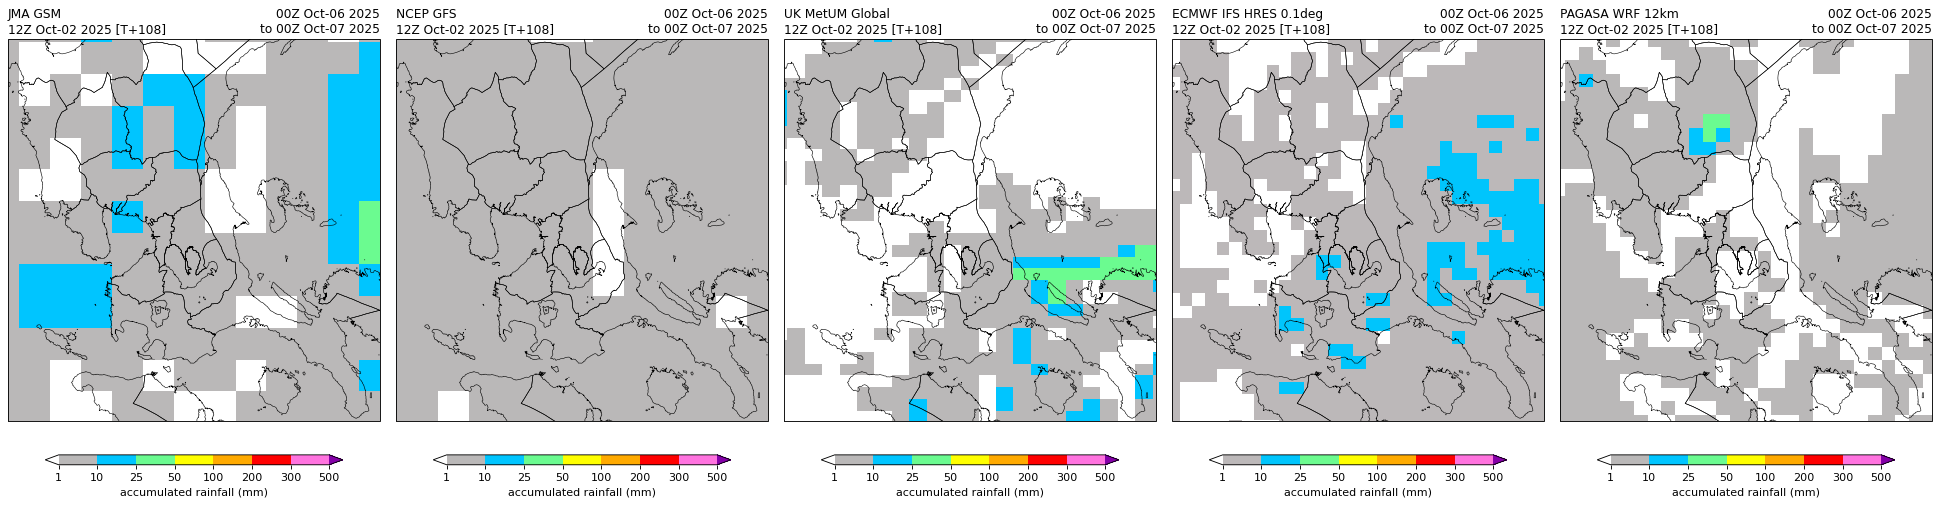 JMA GSM 00Z Oct-06 2025
12Z Oct-02 2025 [T+108] to 00Z Oct-07 2025
1 10 25 50 100 200 300 500
accumulated rainfall (mm)
NCEP GFS 00Z Oct-06 2025
12Z Oct-02 2025 [T+108] to 00Z Oct-07 2025
1 10 25 50 100 200 300 500
accumulated rainfall (mm)
UK MetUM Global 00Z Oct-06 2025
12Z Oct-02 2025 [T+108] to 00Z Oct-07 2025
1 10 25 50 100 200 300 500
accumulated rainfall (mm)
ECMWF IFS HRES 0.1deg 00Z Oct-06 2025
12Z Oct-02 2025 [T+108] to 00Z Oct-07 2025
1 10 25 50 100 200 300 500
accumulated rainfall (mm)
PAGASA WRF 12km 00Z Oct-06 2025
12Z Oct-02 2025 [T+108] to 00Z Oct-07 2025
1 10 25 50 100 200 300 500
accumulated rainfall (mm)